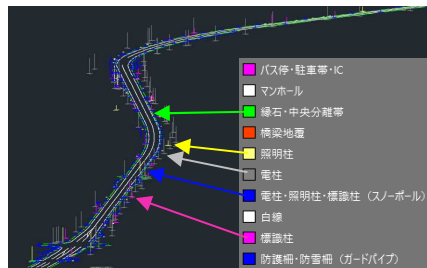 バス停・駐車帯・IC
マンホール
縁石・中央分離帯
橋梁地覆
照明柱
電柱
電柱・照明柱・標識柱（スノーポール）
白線
標識柱
防護柵・防雪柵（ガードパイプ）